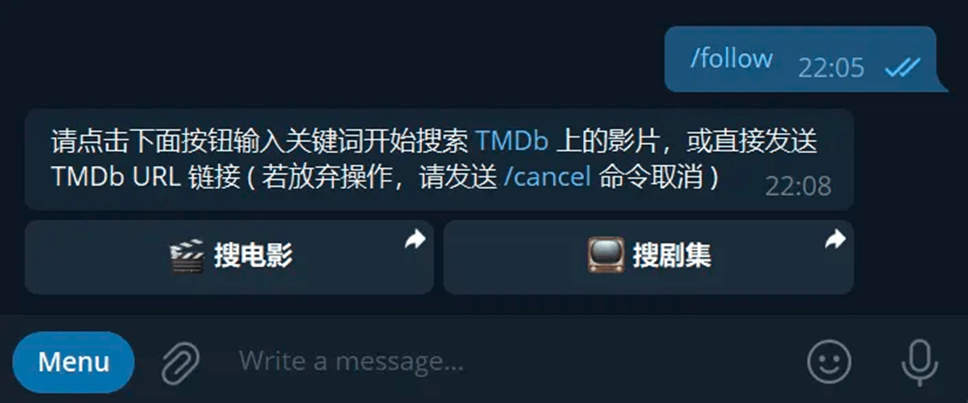 /follow 22:05
请点击下面按钮输入关键词开始搜索 TMDb 上的影片，或直接发送
TMDb URL 链接 ( 若放弃操作，请发送 /cancel 命令取消 ) 22:08
搜电影 搜剧集
Menu Write a message...